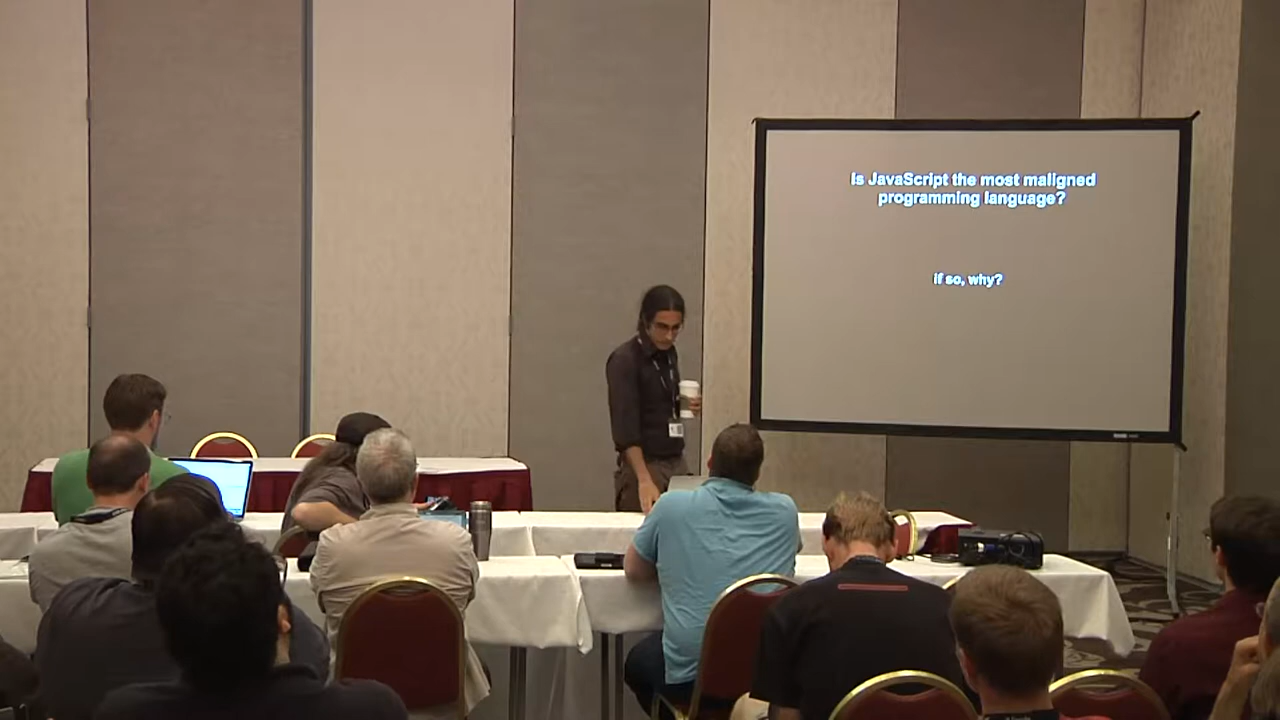 Is JavaScript the most maligned
programming language?
If so, why?